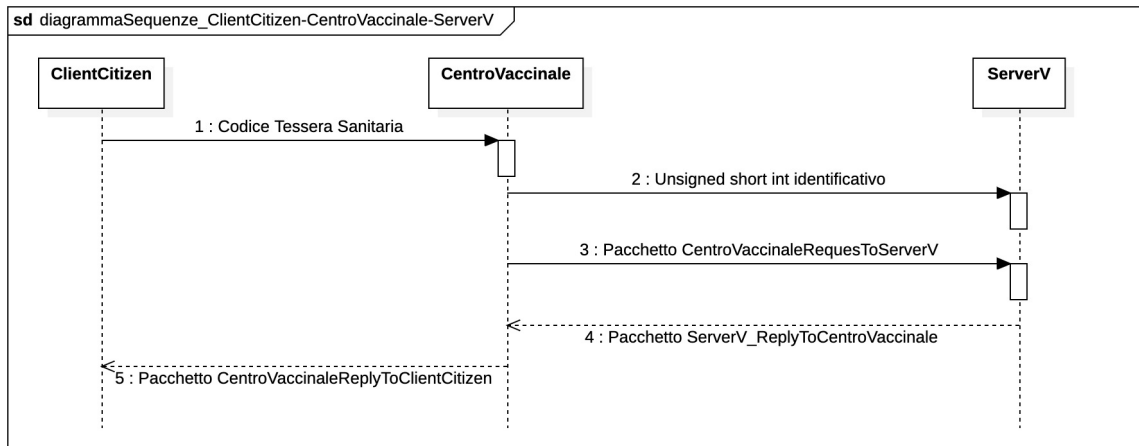 sd diagrammaSequenze_ClientCitizen-CentroVaccinale-ServerV
ClientCitizen
CentroVaccinale
ServerV
1 : Codice Tessera Sanitaria
2 : Unsigned short int identificativo
3 : Pacchetto CentroVaccinaleRequesToServerV
4 : Pacchetto ServerV_ReplyToCentroVaccinale
5 : Pacchetto CentroVaccinaleReplyToClientCitizen